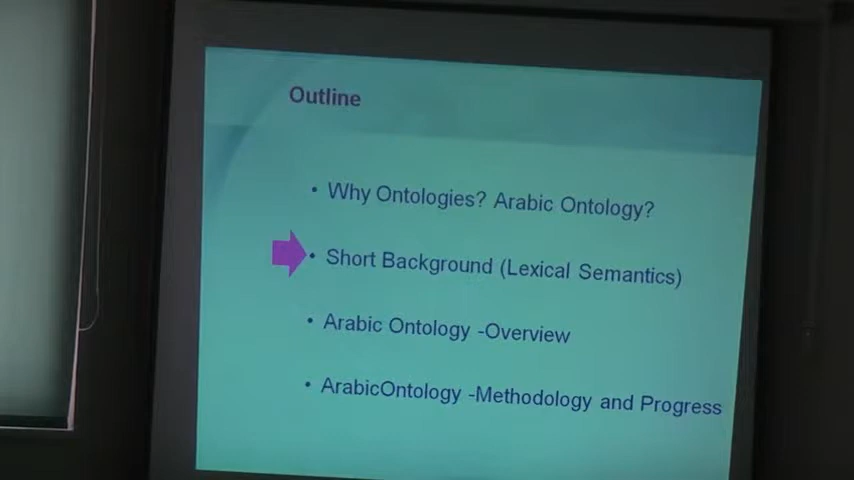 Outline
• Why Ontologies? Arabic Ontology?
• Short Background (Lexical Semantics)
• Arabic Ontology -Overview
• ArabicOntology -Methodology and Progress